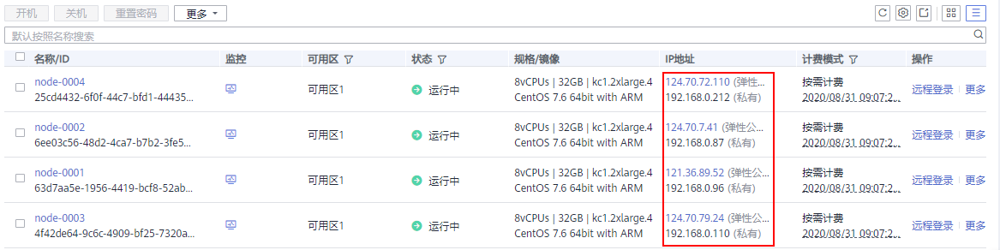 开机 关机 重置密码 更多
默认按照名称搜索
名称/ID 监控 可用区 状态 规格/镜像 IP地址 计费模式 操作
node-0004 8vCPUs | 32GB | kc1.2xlarge.4 124.70.72.110 (弹性... 按需计费
25cd4432-6f0f-44c7-bfd1-44435... 可用区1 运行中 CentOS 7.6 64bit with ARM 192.168.0.212 (私有) 2020/08/31 09:07:2... 远程登录 更多
node-0002 8vCPUs | 32GB | kc1.2xlarge.4 124.70.7.41 (弹性公... 按需计费
6ee03c56-48d2-4ca7-b7b2-3fe5... 可用区1 运行中 CentOS 7.6 64bit with ARM 192.168.0.87 (私有) 2020/08/31 09:07:2... 远程登录 更多
node-0001 8vCPUs | 32GB | kc1.2xlarge.4 121.36.89.52 (弹性公... 按需计费
63d7aa5e-1956-4419-bcf8-52ab... 可用区1 运行中 CentOS 7.6 64bit with ARM 192.168.0.96 (私有) 2020/08/31 09:07:2... 远程登录 更多
node-0003 8vCPUs | 32GB | kc1.2xlarge.4 124.70.79.24 (弹性公... 按需计费
4f42de64-9c6c-4909-bf25-7320a... 可用区1 运行中 CentOS 7.6 64bit with ARM 192.168.0.110 (私有) 2020/08/31 09:07:2... 远程登录 更多